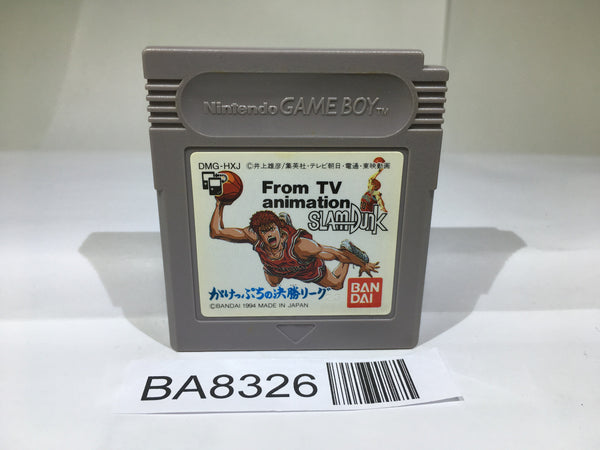 Nintendo GAME BOY TM
DMG-HXJ ©井上雄彦/集英社・テレビ朝日・電通・東映動画
From TV
animation
SLAM DUNK
がけっぷちの決勝リーグ
BAN
DAI
©BANDAI 1994 MADE IN JAPAN
BA8326